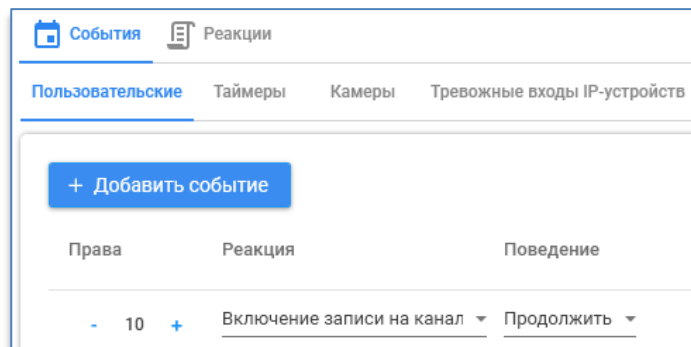 События Реакции
Пользовательские Таймеры Камеры Тревожные входы IP-устройств
+ Добавить событие
Права Реакция Поведение
- 10 + Включение записи на канал Продолжить